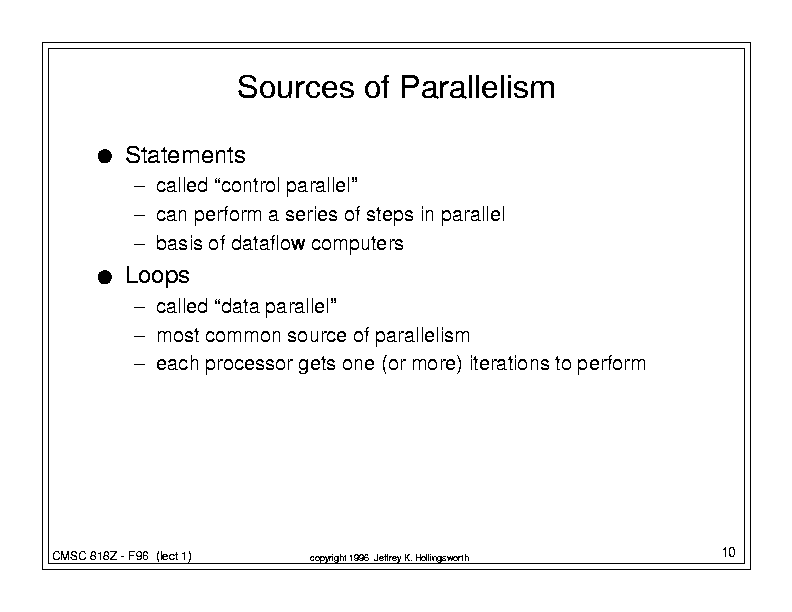 Sources of Parallelism
● Statements
– called “control parallel”
– can perform a series of steps in parallel
– basis of dataflow computers
● Loops
– called “data parallel”
– most common source of parallelism
– each processor gets one (or more) iterations to perform
CMSC 818Z - F96 (lect 1)
copyright 1996 Jeffrey K. Hollingsworth
10